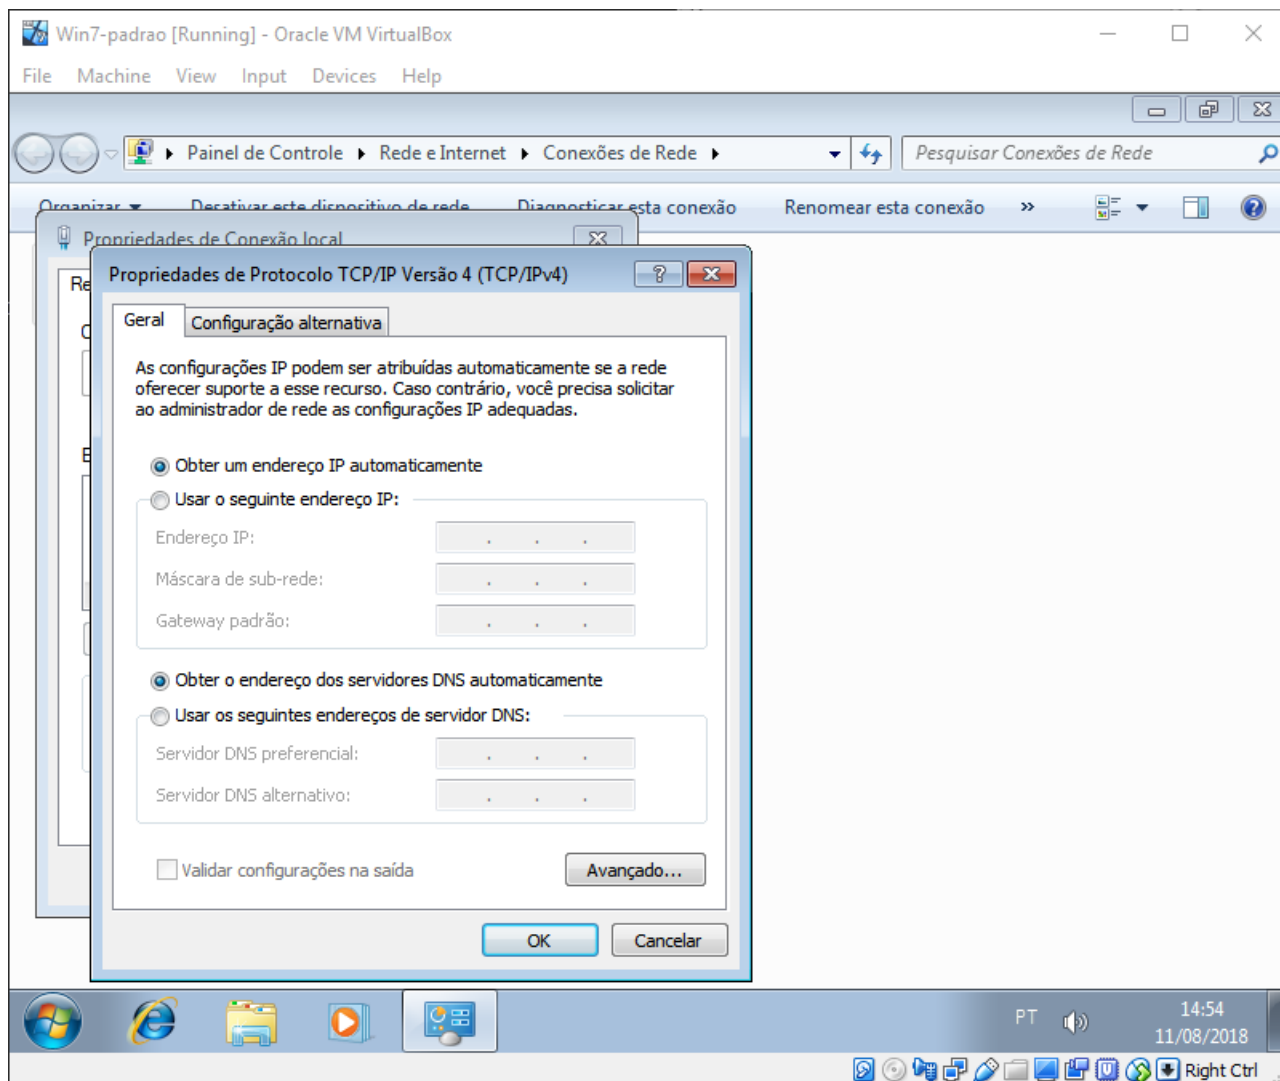 Win7-padrao [Running] - Oracle VM VirtualBox
File Machine View Input Devices Help
Painel de Controle Rede e Internet Conexões de Rede Pesquisar Conexões de Rede
Organizar Desativar este dispositivo de rede Diagnosticar esta conexão Renomear esta conexão »
Propriedades de Conexão local
Propriedades de Protocolo TCP/IP Versão 4 (TCP/IPv4)
Geral Configuração alternativa
As configurações IP podem ser atribuídas automaticamente se a rede
oferecer suporte a esse recurso. Caso contrário, você precisa solicitar
ao administrador de rede as configurações IP adequadas.
Obter um endereço IP automaticamente
Usar o seguinte endereço IP:
Endereço IP: . . .
Máscara de sub-rede: . . .
Gateway padrão: . . .
Obter o endereço dos servidores DNS automaticamente
Usar os seguintes endereços de servidor DNS:
Servidor DNS preferencial: . . .
Servidor DNS alternativo: . . .
Validar configurações na saída
Avançado...
OK Cancelar
PT 14:54
11/08/2018
Right Ctrl